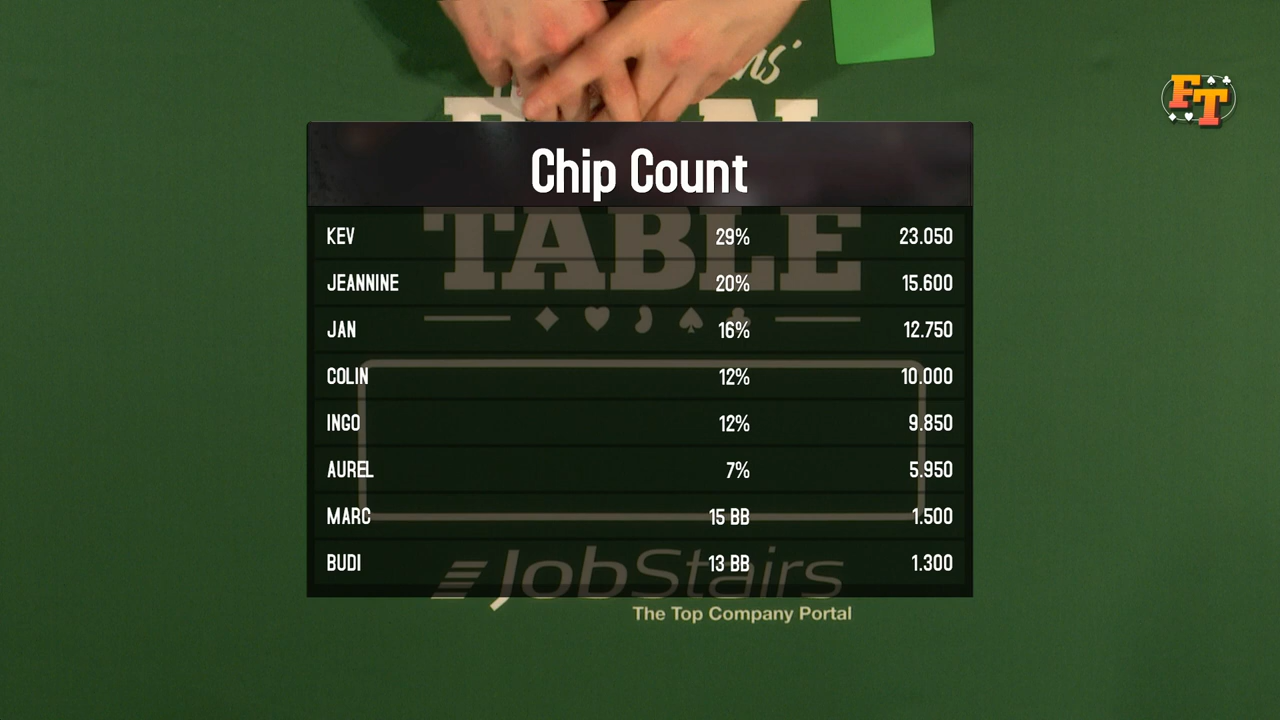 FT
Chip Count
TABLE
KEV 29% 23.050
JEANNINE 20% 15.600
JAN 16% 12.750
COLIN 12% 10.000
INGO 12% 9.850
AUREL 7% 5.950
MARC 15 BB 1.500
BUDI 13 BB 1.300
JobStairs
The Top Company Portal